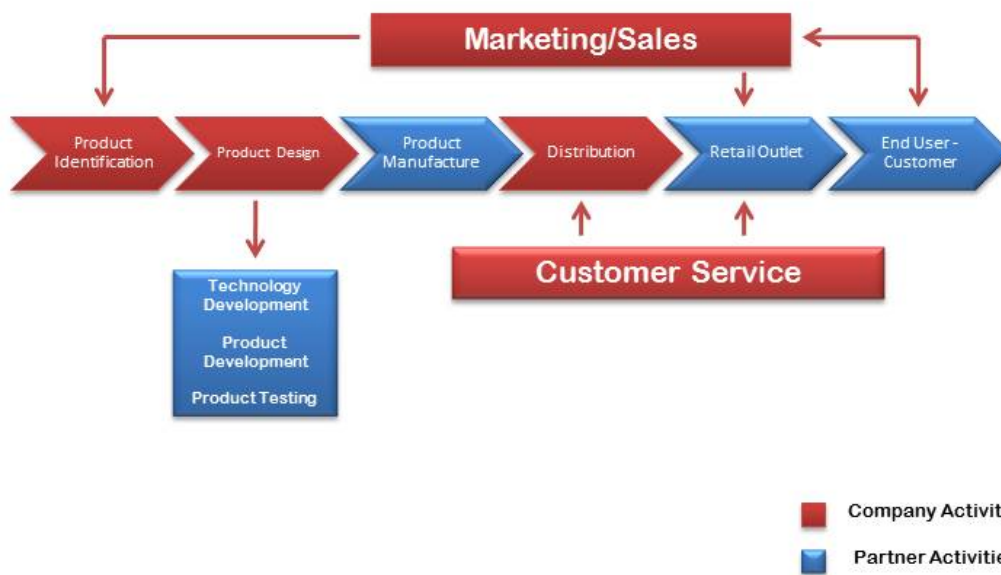 Marketing/Sales
Product
Identification
Product Design
Product
Manufacture
Distribution
Retail Outlet
End User -
Customer
Customer Service
Technology
Development
Product
Development
Product Testing
Company Activit
Partner Activitie